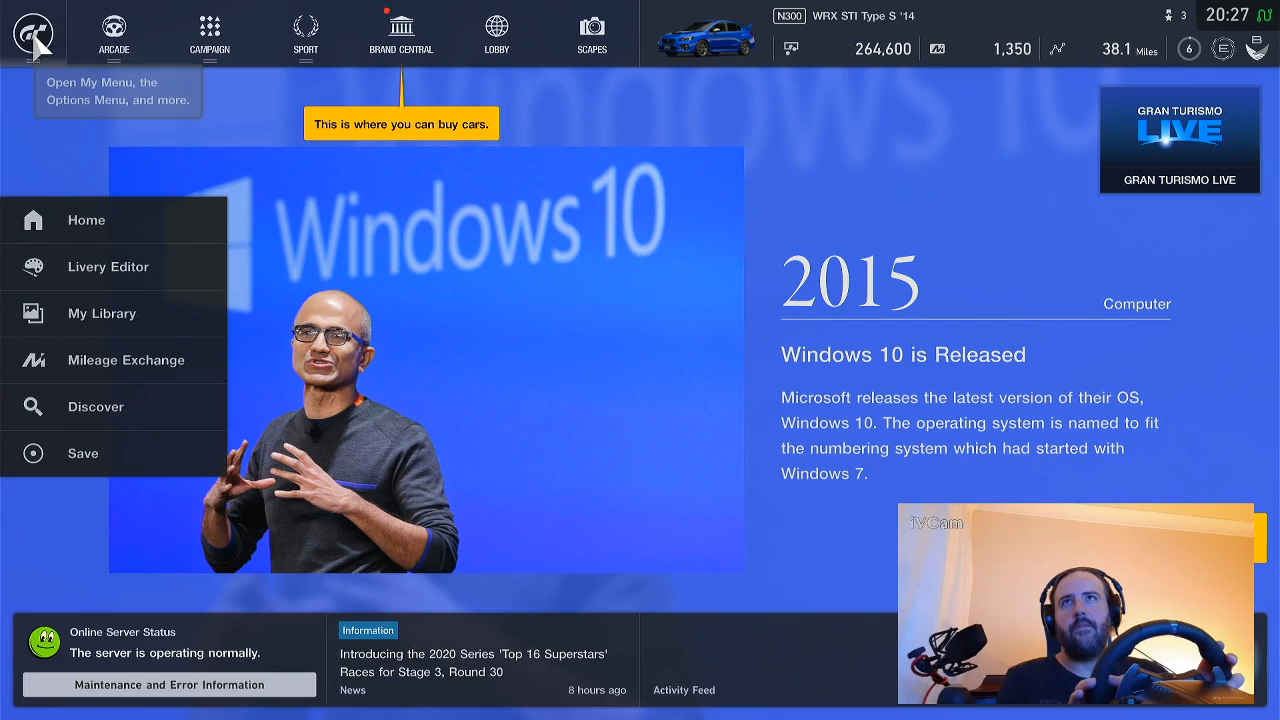 ARCADE
CAMPAIGN
SPORT
BRAND CENTRAL
LOBBY
SCAPES
N300 WRX STI Type S '14
3
20:27
264,600
1,350
38.1 Miles
6
E
B
Open My Menu, the
Options Menu, and more.
This is where you can buy cars.
GRAN TURISMO
LIVE
GRAN TURISMO LIVE
Windows 10
Home
Livery Editor
My Library
Mileage Exchange
Discover
Save
2015
Computer
Windows 10 is Released
Microsoft releases the latest version of their OS,
Windows 10. The operating system is named to fit
the numbering system which had started with
Windows 7.
iVCam
Online Server Status
The server is operating normally.
Maintenance and Error Information
Information
Introducing the 2020 Series 'Top 16 Superstars'
Races for Stage 3, Round 30
News
8 hours ago
Activity Feed